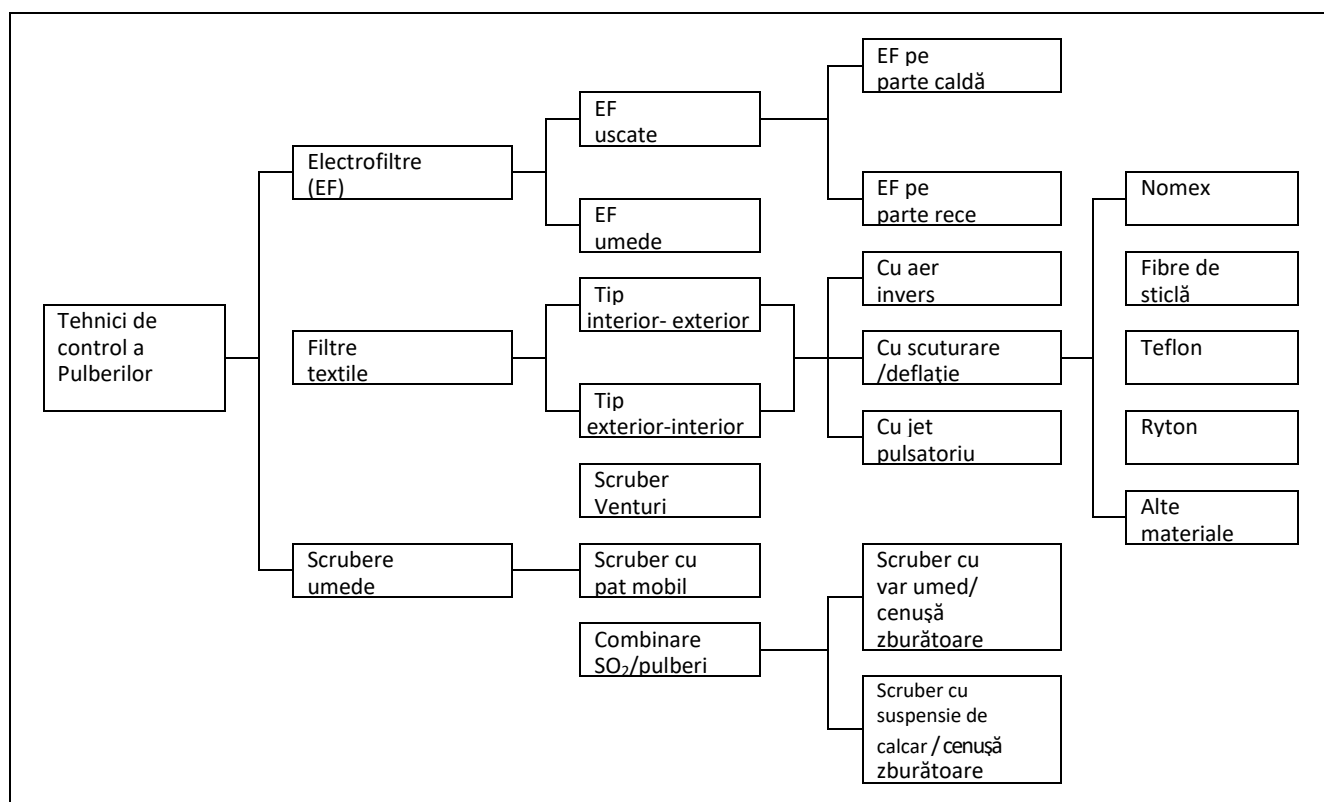 Tehnici de
control a
Pulberilor
Electrofiltre
(EF)
Filtre
textile
Scrubere
umede
EF
uscate
EF
umede
Tip
interior- exterior
Tip
exterior-interior
Scruber
Venturi
Scruber cu
pat mobil
Combinare
SO₂/pulberi
EF pe
parte caldă
EF pe
parte rece
Cu aer
invers
Cu scuturare
/deflaţie
Cu jet
pulsatoriu
Scruber cu
var umed/
cenuşă
zburătoare
Scruber cu
suspensie de
calcar / cenuşă
zburătoare
Nomex
Fibre de
sticlă
Teflon
Ryton
Alte
materiale